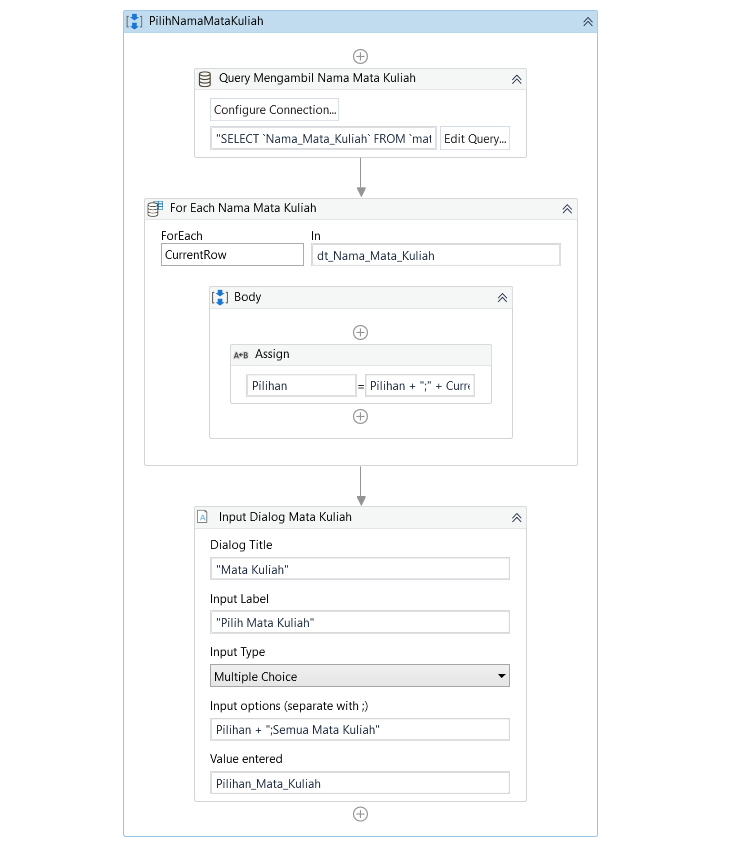 PilihNamaMataKuliah
Query Mengambil Nama Mata Kuliah
Configure Connection...
"SELECT `Nama_Mata_Kuliah` FROM `mat
Edit Query...
For Each Nama Mata Kuliah
ForEach In
CurrentRow dt_Nama_Mata_Kuliah
Body
A+B Assign
Pilihan = Pilihan + ";" + Curre
Input Dialog Mata Kuliah
Dialog Title
"Mata Kuliah"
Input Label
"Pilih Mata Kuliah"
Input Type
Multiple Choice
Input options (separate with ;)
Pilihan + ";Semua Mata Kuliah"
Value entered
Pilihan_Mata_Kuliah